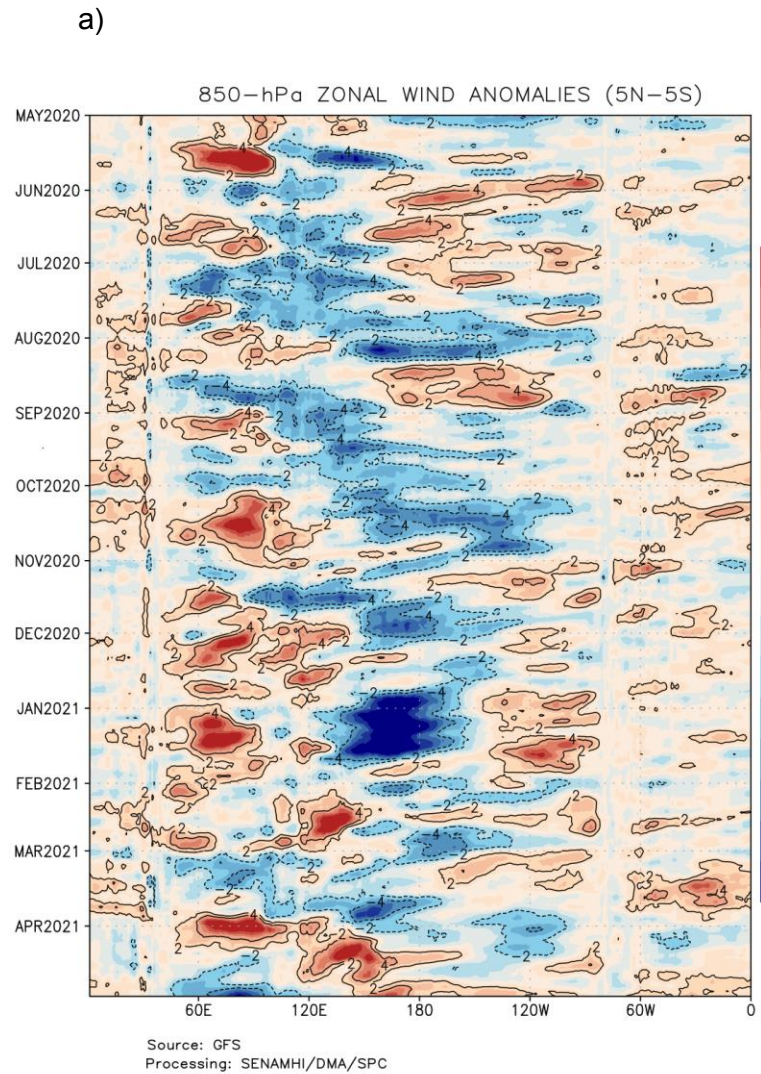 a)
850-hPa ZONAL WIND ANOMALIES (5N-5S)
MAY2020
JUN2020
JUL2020
AUG2020
SEP2020
OCT2020
NOV2020
DEC2020
JAN2021
FEB2021
MAR2021
APR2021
60E 120E 180 120W 60W 0
Source: GFS
Processing: SENAMHI/DMA/SPC